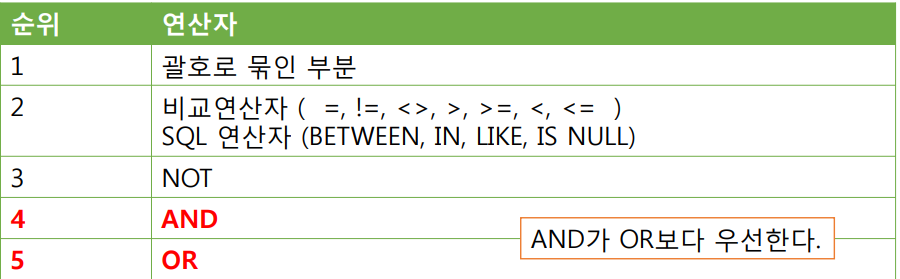 순위 연산자
1 괄호로 묶인 부분
2 비교연산자 ( =, !=, <>, >, >=, <, <= )
SQL 연산자 (BETWEEN, IN, LIKE, IS NULL)
3 NOT
4 AND
AND가 OR보다 우선한다.
5 OR